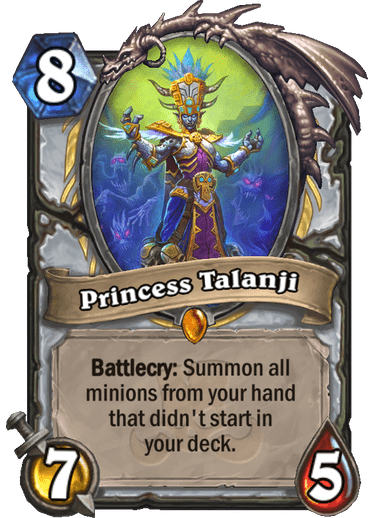 8
Princess Talanji
Battlecry: Summon all
minions from your hand
that didn't start in
your deck.
7
5